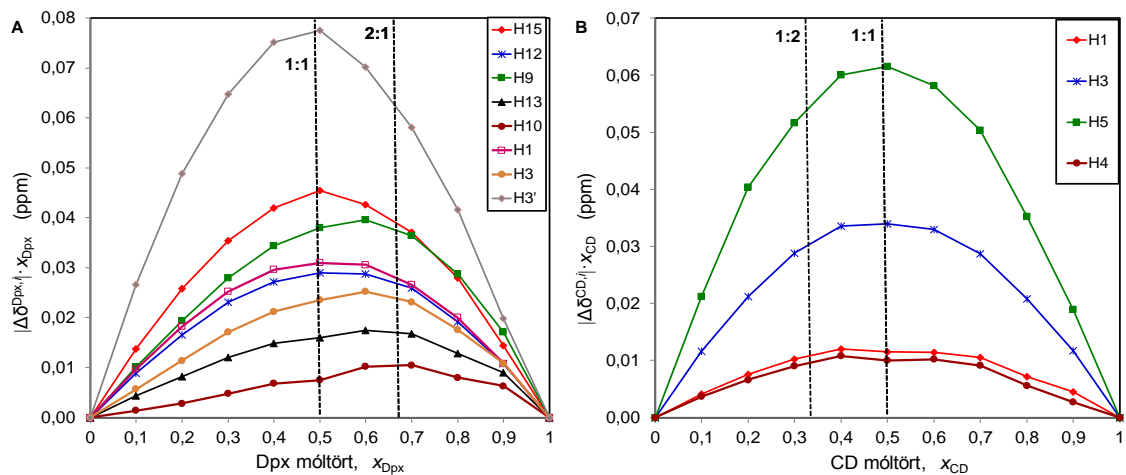 A
|Δδ^Dpx,i|· x_Dpx (ppm)
0,08
0,07
0,06
0,05
0,04
0,03
0,02
0,01
0,00
1:1
2:1
H15
H12
H9
H13
H10
H1
H3
H3'
0 0,1 0,2 0,3 0,4 0,5 0,6 0,7 0,8 0,9 1
Dpx móltört, x_Dpx
B
|Δδ^CD,i|· x_CD (ppm)
0,07
0,06
0,05
0,04
0,03
0,02
0,01
0,00
1:2
1:1
H1
H3
H5
H4
0 0,1 0,2 0,3 0,4 0,5 0,6 0,7 0,8 0,9 1
CD móltört, x_CD